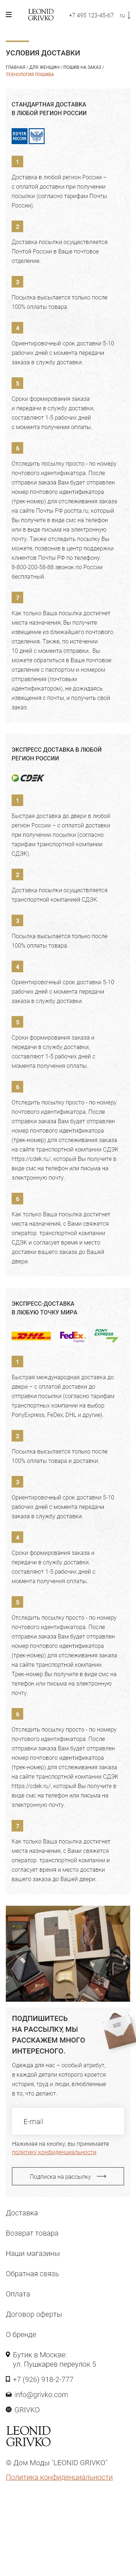 LEONID
GRIVKO
+7 495 123-45-67
ru
УСЛОВИЯ ДОСТАВКИ
ГЛАВНАЯ / ДЛЯ ЖЕНЩИН / ПОШИВ НА ЗАКАЗ /
ТЕХНОЛОГИЯ ПОШИВА
СТАНДАРТНАЯ ДОСТАВКА
В ЛЮБОЙ РЕГИОН РОССИИ
ПОЧТА
РОССИИ
1
Доставка в любой регион России –
с оплатой доставки при получении
посылки (согласно тарифам Почты
России).
2
Доставка посылки осуществляется
Почтой России в Ваше почтовое
отделение.
3
Посылка высылается только после
100% оплаты товара.
4
Ориентировочный срок доставки 5-10
рабочих дней с момента передачи
заказа в службу доставки.
5
Сроки формирования заказа
и передачи в службу доставки,
составляют 1-5 рабочих дней
с момента получения оплаты..
6
Отследить посылку просто - по номеру
почтового идентификатора. После
отправки заказа Вам будет отправлен
номер почтового идентификатора
(трек-номер) для отслеживания заказа
на сайте Почты РФ pochta.ru, который
Вы получите в виде смс на телефон
или в виде письма на электронную
почту. Также отследить посылку Вы
можете, позвонив в центр поддержки
клиентов Почты РФ по телефону:
8-800-200-58-88 звонок по России
бесплатный.
7
Как только Ваша посылка достигнет
места назначения, Вы получите
извещение из ближайшего почтового
отделения. Также, по истечении
10 дней с момента отправки, Вы
можете обратиться в Ваше почтовое
отделение с паспортом и номером
отправления (почтовым
идентификатором), не дожидаясь
извещения с почты, и получить свой
заказ.
ЭКСПРЕСС ДОСТАВКА В ЛЮБОЙ
РЕГИОН РОССИИ
CDEK
1
Быстрая доставка до двери в любой
регион России – с оплатой доставки
при получении посылки (согласно
тарифам транспортной компании
СДЭК).
2
Доставка посылки осуществляется
транспортной компанией СДЭК.
3
Посылка высылается только после
100% оплаты товара.
4
Ориентировочный срок доставки 5-10
рабочих дней с момента передачи
заказа в службу доставки.
5
Сроки формирования заказа и
передачи в службу доставки,
составляют 1-5 рабочих дней с
момента получения оплаты..
6
Отследить посылку просто - по номеру
почтового идентификатора. После
отправки заказа Вам будет отправлен
номер почтового идентификатора
(трек-номер) для отслеживания заказа
на сайте транспортной компании СДЭК
https://cdek.ru/, который Вы получите в
виде смс на телефон или письма на
электронную почту..
6
Как только Ваша посылка достигнет
места назначения, с Вами свяжется
оператор транспортной компании
СДЭК и согласует время и место
доставки вашего заказа до Вашей
двери.
ЭКСПРЕСС-ДОСТАВКА
В ЛЮБУЮ ТОЧКУ МИРА
DHL
FedEx
Express
PONY
EXPRESS
1
Быстрая международная доставка до
двери – с оплатой доставки до
отправки посылки (согласно тарифам
транспортных компании на выбор
PonyExpress, FeDex, DHL и другие).
2
Посылка высылается только после
100% оплаты товара и доставки.
3
Ориентировочный срок доставки 5-10
рабочих дней с момента передачи
заказа в службу доставки.
4
Сроки формирования заказа и
передачи в службу доставки,
составляют 1-5 рабочих дней с
момента получения оплаты..
5
Отследить посылку просто - по номеру
почтового идентификатора. После
отправки заказа Вам будет отправлен
номер почтового идентификатора
(трек-номер) для отслеживания заказа
на сайте транспортной компании.
Трек-номер Вы получите в виде смс на
телефон или письма на электронную
почту.
6
Отследить посылку просто - по номеру
почтового идентификатора. После
отправки заказа Вам будет отправлен
номер почтового идентификатора
(трек-номер) для отслеживания заказа
на сайте транспортной компании СДЭК
https://cdek.ru/, который Вы получите в
виде смс на телефон или письма на
электронную почту..
7
Как только Ваша посылка достигнет
места назначения, с Вами свяжется
оператор транспортной компании и
согласует время и место доставки
вашего заказа до Вашей двери.
ПОДПИШИТЕСЬ
НА РАССЫЛКУ, МЫ
РАССКАЖЕМ МНОГО
ИНТЕРЕСНОГО.
Одежда для нас – особый атрибут,
в каждой детали которого кроется
история, труд и люди, влюбленные
в то, что делают.
E-mail
Нажимая на кнопку, вы принимаете
политику конфиденциальности
Подписка на рассылку
Доставка
Возврат товара
Наши магазины
Обратная связь
Оплата
Договор оферты
О бренде
Бутик в Москве:
ул. Пушкарев переулок 5
+7 (926) 918-2-777
info@grivko.com
GRIVKO
LEONID
GRIVKO
© Дом Моды "LEONID GRIVKO"
Политика конфиденциальности